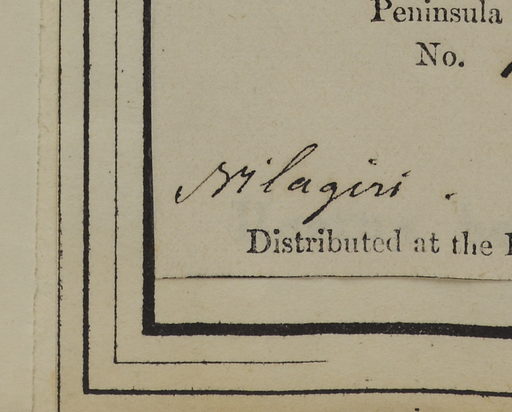 Peninsula
No.
Nilagiri .
Distributed at the